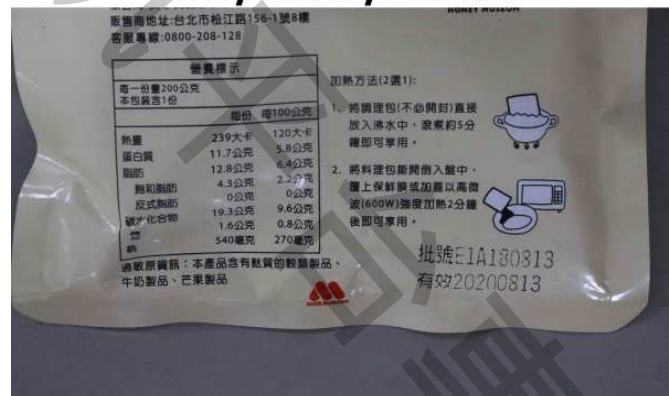 HONEY MUSEUM
販售商地址:台北市松江路156-1號8樓
客服專線:0800-208-128
營養標示
每一份量200公克
本包裝含1份
每份 每100公克
熱量 239大卡 120大卡
蛋白質 11.7公克 5.8公克
脂肪 12.8公克 6.4公克
飽和脂肪 4.3公克 2.2公克
反式脂肪 0公克 0公克
碳水化合物 19.3公克 9.6公克
糖 1.6公克 0.8公克
鈉 540毫克 270毫克
過敏原資訊：本產品含有麩質的穀類製品、
牛奶製品、芒果製品
加熱方法(2選1):
1. 將調理包(不必開封)直接
放入沸水中，滾煮約5分
鐘即可享用。
2. 將料理包撕開倒入盤中，
覆上保鮮膜或加蓋以高微
波(600W)強度加熱2分鐘
後即可享用。
批號E1A180813
有效20200813
MOS BURGER